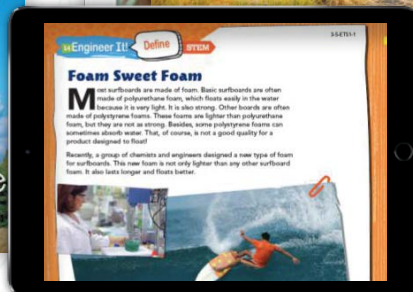 3-5-ETS1-1
Engineer It! Define STEM
Foam Sweet Foam
Most surfboards are made of foam. Basic surfboards are often
made of polyurethane foam, which floats easily in the water
because it is very light. It is also strong. Other boards are often
made of polystyrene foams. These foams are lighter than polyurethane
foam, but they are not as strong. Besides, some polystyrene foams can
sometimes absorb water. That, of course, is not a good quality for a
product designed to float!
Recently, a group of chemists and engineers designed a new type of foam
for surfboards. This new foam is not only lighter than any other surfboard
foam. It also lasts longer and floats better.